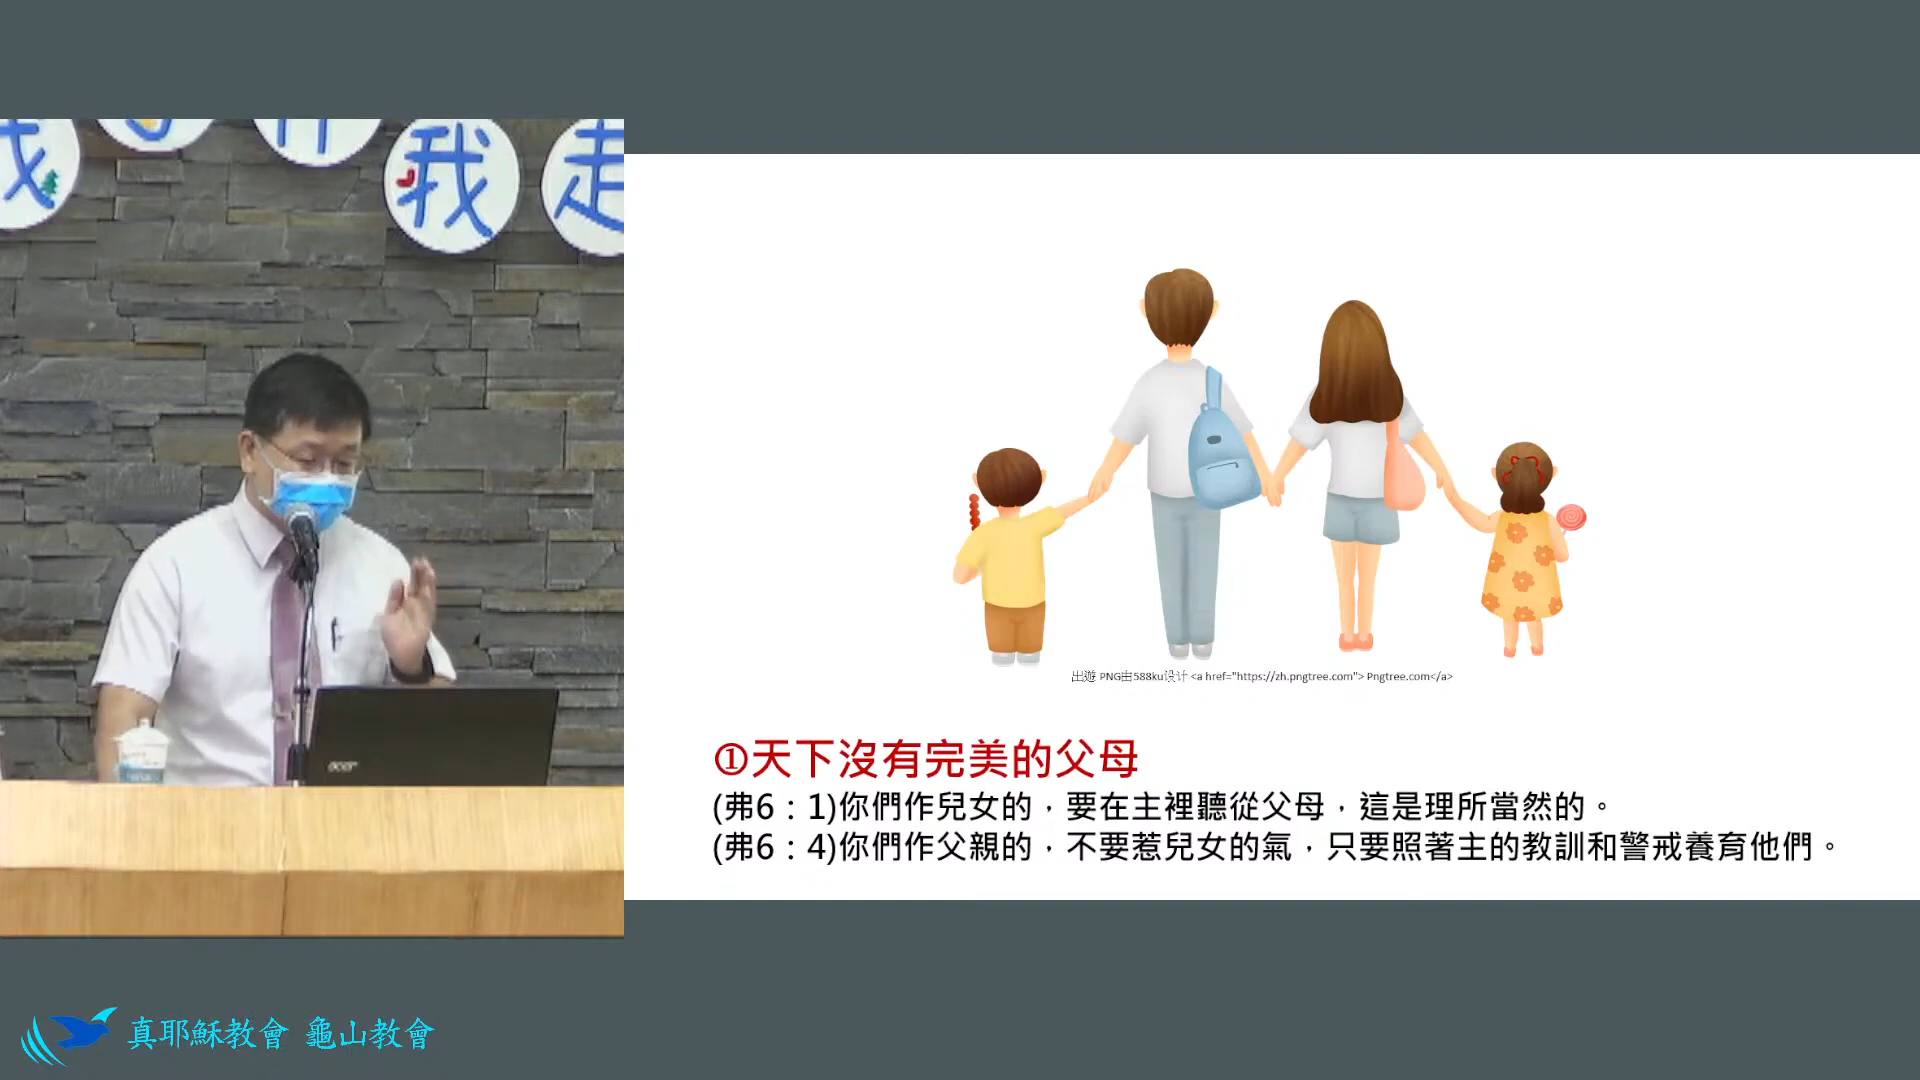 我 走
acer
出遊 PNG由588ku设计 <a href="https://zh.pngtree.com"> Pngtree.com</a>
①天下沒有完美的父母
(弗6：1)你們作兒女的，要在主裡聽從父母，這是理所當然的。
(弗6：4)你們作父親的，不要惹兒女的氣，只要照著主的教訓和警戒養育他們。
真耶穌教會 龜山教會